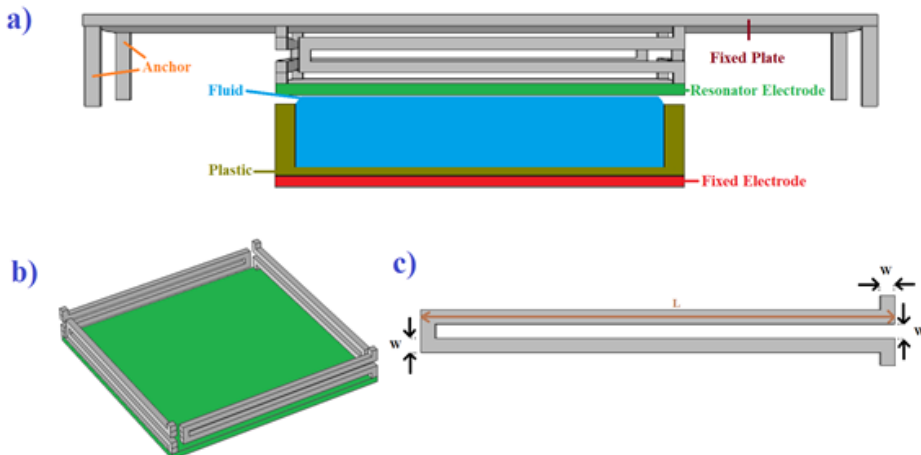 a)
Anchor
Fixed Plate
Fluid
Resonator Electrode
Plastic
Fixed Electrode
b)
c)
W
L
W
W